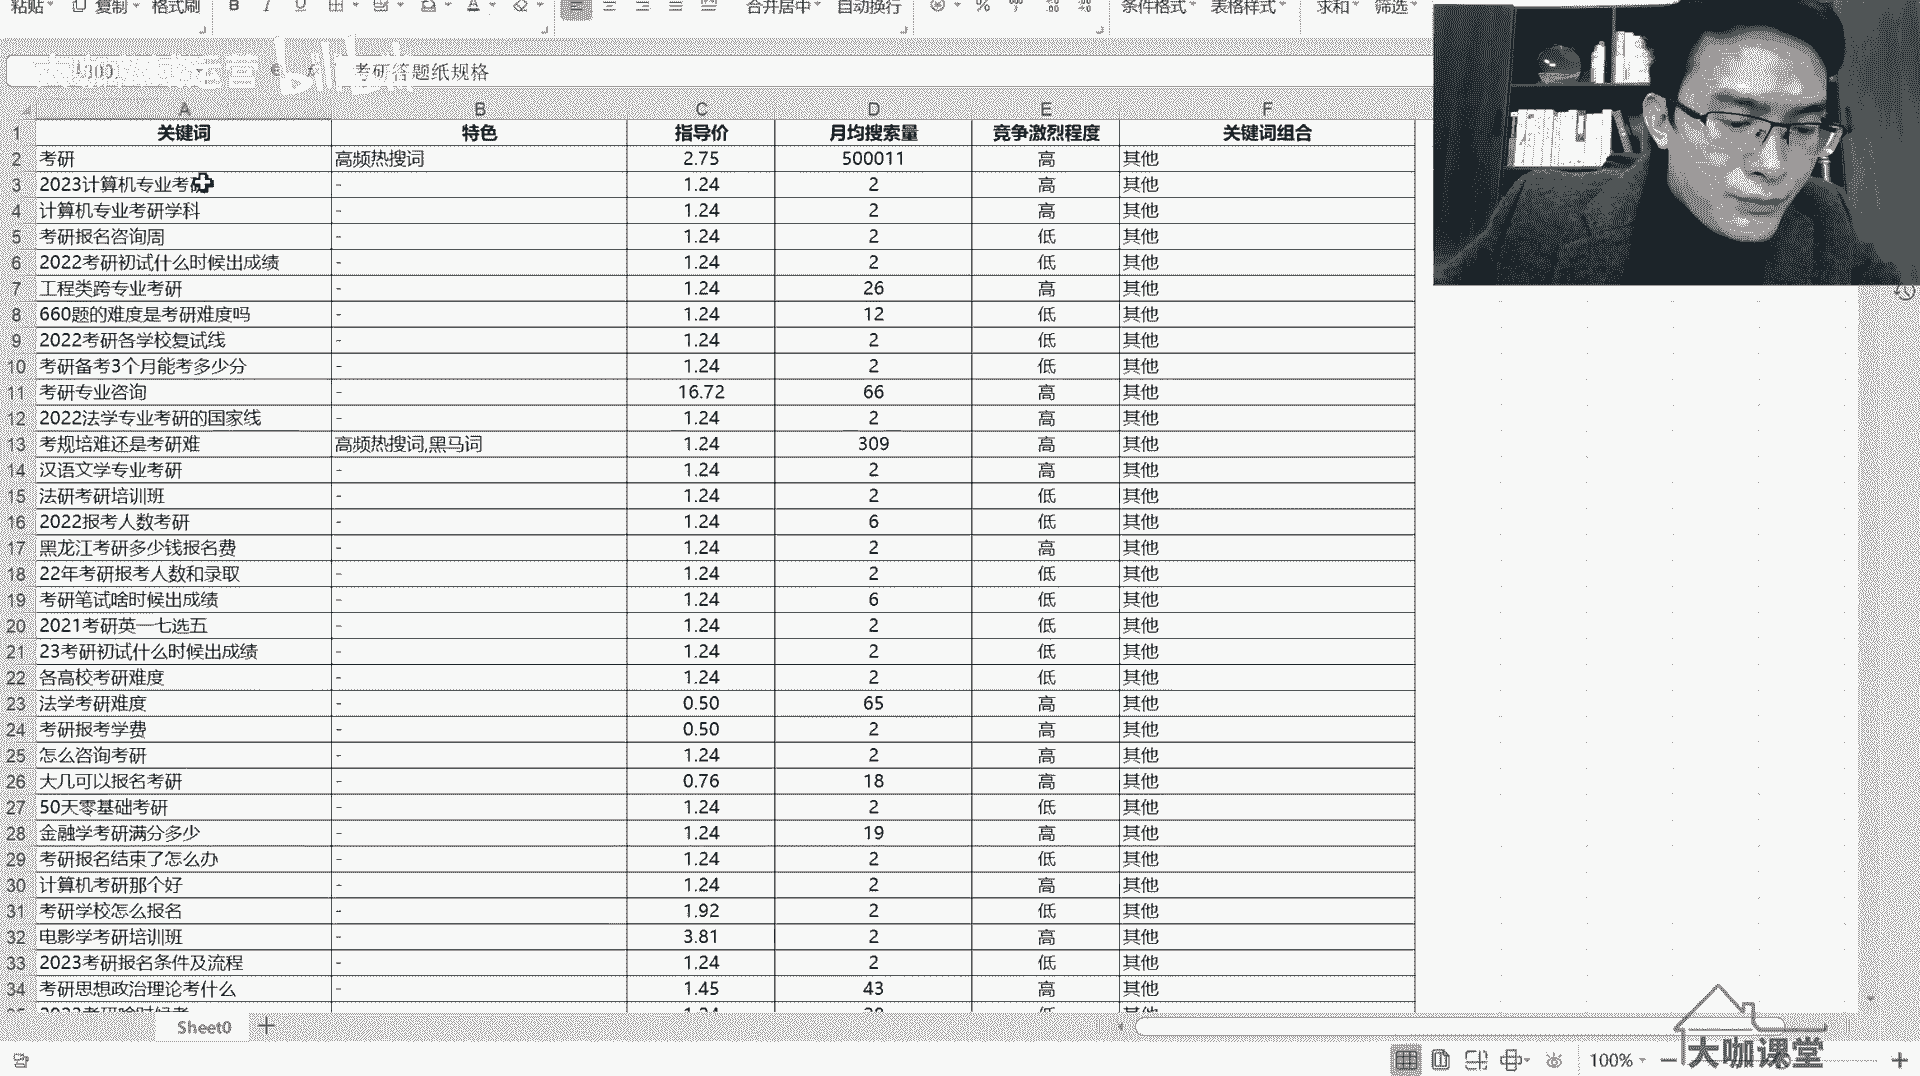 粘贴 复制 格式刷 B I U A 合并居中 自动换行 % 条件格式 表格样式 求和 筛选
bilibili 考研答题纸规格
A B C D E F
1 关键词 特色 指导价 月均搜索量 竞争激烈程度 关键词组合
2 考研 高频热搜词 2.75 500011 高 其他
3 2023计算机专业考研 - 1.24 2 高 其他
4 计算机专业考研学科 - 1.24 2 高 其他
5 考研报名咨询周 - 1.24 2 低 其他
6 2022考研初试什么时候出成绩 - 1.24 2 低 其他
7 工程类跨专业考研 - 1.24 26 高 其他
8 660题的难度是考研难度吗 - 1.24 12 低 其他
9 2022考研各学校复试线 - 1.24 2 低 其他
10 考研备考3个月能考多少分 - 1.24 2 低 其他
11 考研专业咨询 - 16.72 66 高 其他
12 2022法学专业考研的国家线 - 1.24 2 高 其他
13 考规培难还是考研难 高频热搜词,黑马词 1.24 309 高 其他
14 汉语文学专业考研 - 1.24 2 高 其他
15 法研考研培训班 - 1.24 2 低 其他
16 2022报考人数考研 - 1.24 6 低 其他
17 黑龙江考研多少钱报名费 - 1.24 2 高 其他
18 22年考研报考人数和录取 - 1.24 2 低 其他
19 考研笔试啥时候出成绩 - 1.24 6 低 其他
20 2021考研英一七选五 - 1.24 2 低 其他
21 23考研初试什么时候出成绩 - 1.24 2 低 其他
22 各高校考研难度 - 1.24 2 低 其他
23 法学考研难度 - 0.50 65 高 其他
24 考研报考学费 - 0.50 2 高 其他
25 怎么咨询考研 - 1.24 2 高 其他
26 大几可以报名考研 - 0.76 18 高 其他
27 50天零基础考研 - 1.24 2 低 其他
28 金融学考研满分多少 - 1.24 19 高 其他
29 考研报名结束了怎么办 - 1.24 2 低 其他
30 计算机考研那个好 - 1.24 2 高 其他
31 考研学校怎么报名 - 1.92 2 低 其他
32 电影学考研培训班 - 3.81 2 高 其他
33 2023考研报名条件及流程 - 1.24 2 低 其他
34 考研思想政治理论考什么 - 1.45 43 高 其他
Sheet0
100%
大咖课堂